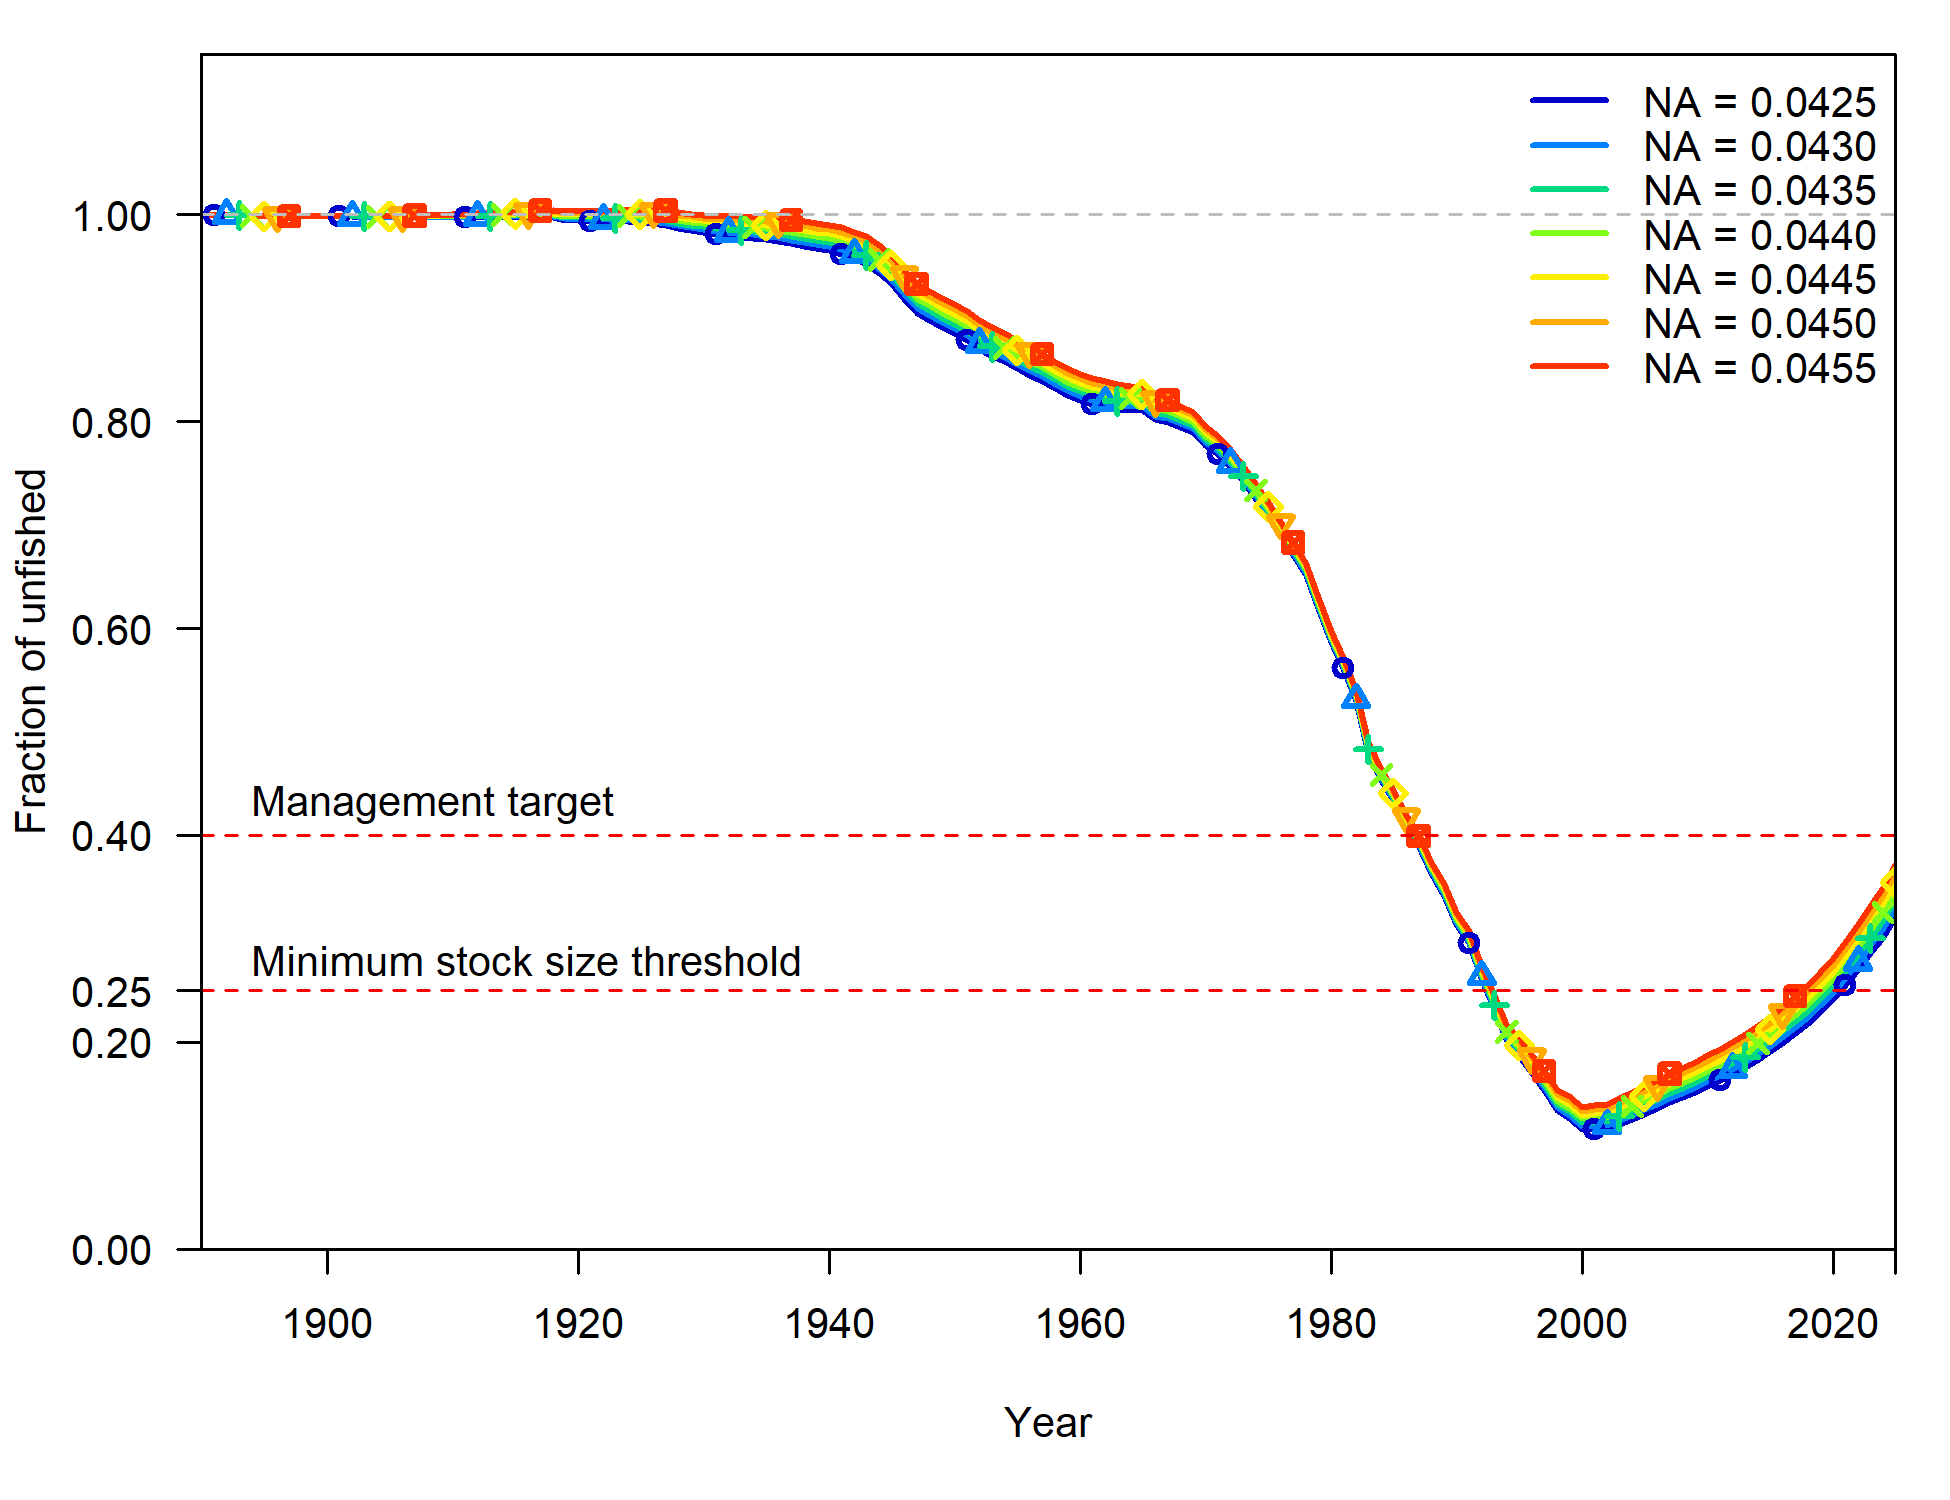 NA = 0.0425
NA = 0.0430
NA = 0.0435
NA = 0.0440
NA = 0.0445
NA = 0.0450
NA = 0.0455
1.00
0.80
0.60
0.40
0.25
0.20
0.00
Fraction of unfished
Management target
Minimum stock size threshold
1900 1920 1940 1960 1980 2000 2020
Year